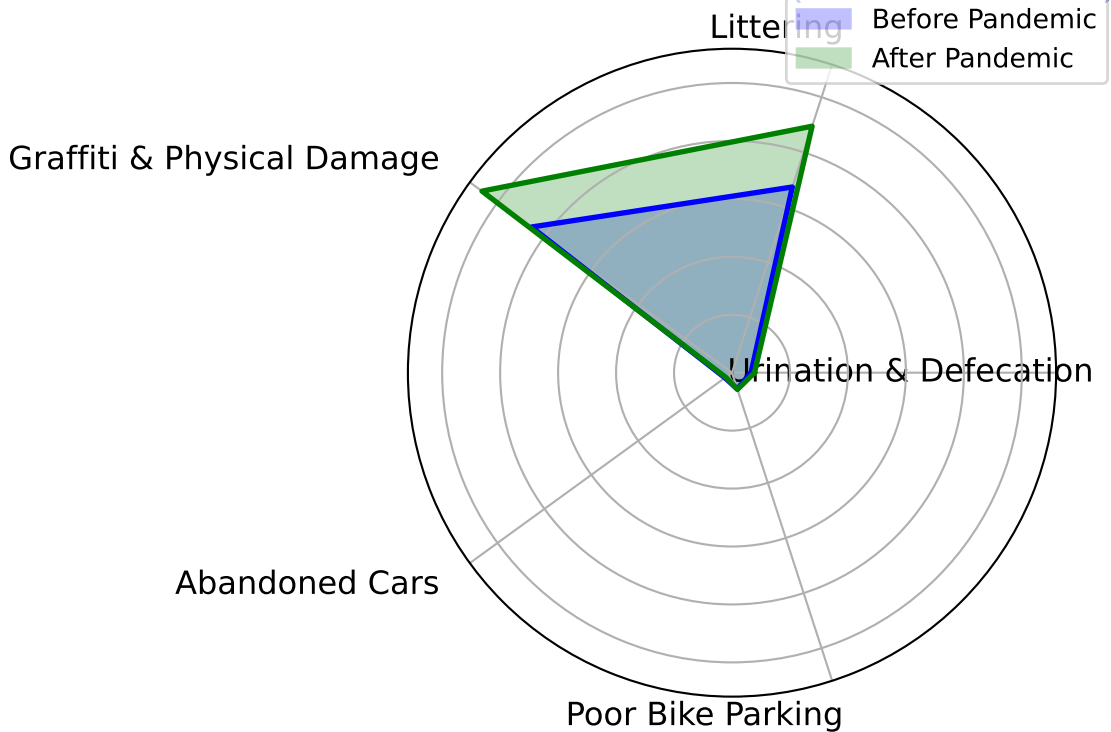 Littering
Before Pandemic
After Pandemic
Graffiti & Physical Damage
Urination & Defecation
Abandoned Cars
Poor Bike Parking